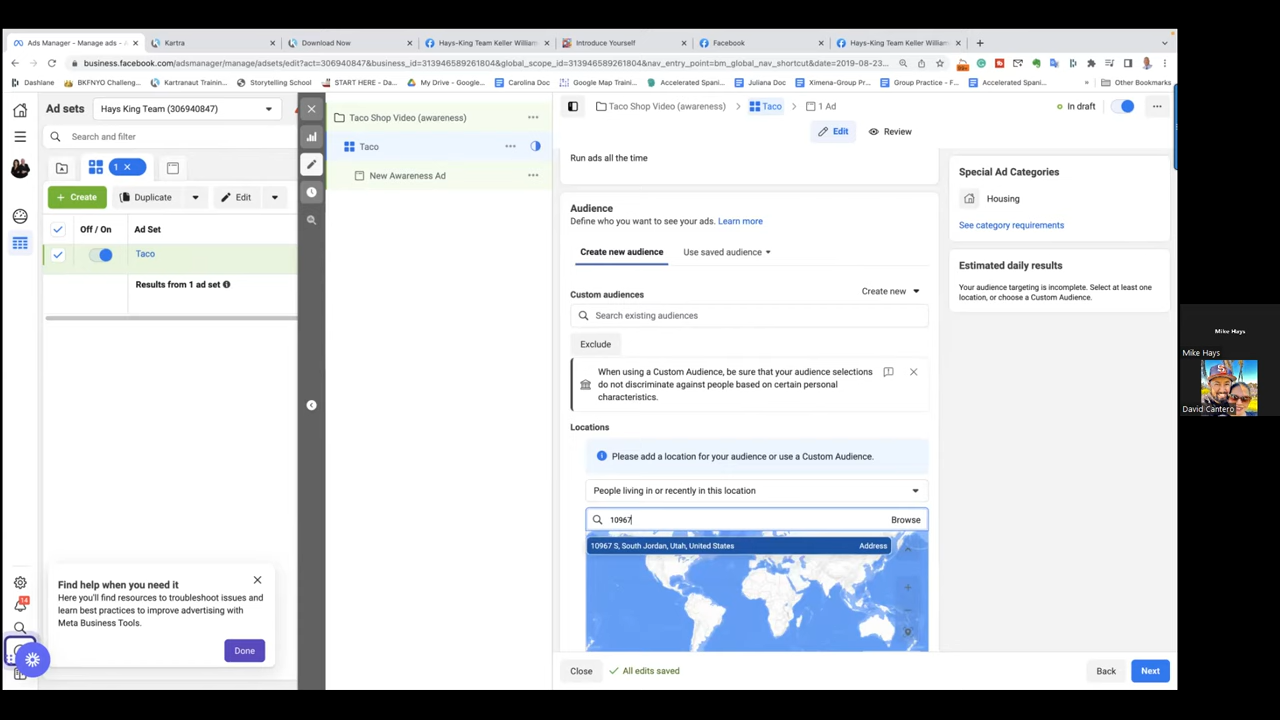 Ads Manager - Manage ads - A
Kartra
Download Now
Hays-King Team Keller William
Introduce Yourself
Facebook
Hays-King Team Keller William
business.facebook.com/adsmanager/manage/adsets/edit?act=306940847&business_id=313946589261804&global_scope_id=313946589261804&nav_entry_point=bm_global_nav_shortcut&date=2019-08-23...
Dashlane
BKFNYO Challeng...
Kartranaut Trainin...
Storytelling School
START HERE - Da...
My Drive - Google...
Carolina Doc
Google Map Traini...
Accelerated Spani...
Juliana Doc
Ximena-Group Pr...
Group Practice - F...
Accelerated Spani...
Other Bookmarks
Ad sets
Hays King Team (306940847)
Search and filter
1
Create
Duplicate
Edit
Off / On
Ad Set
Taco
Results from 1 ad set
Find help when you need it
Here you'll find resources to troubleshoot issues and
learn best practices to improve advertising with
Meta Business Tools.
Done
14
Taco Shop Video (awareness)
Taco
New Awareness Ad
Taco Shop Video (awareness)
Taco
1 Ad
In draft
Edit
Review
Run ads all the time
Audience
Define who you want to see your ads. Learn more
Create new audience
Use saved audience
Custom audiences
Create new
Search existing audiences
Exclude
When using a Custom Audience, be sure that your audience selections
do not discriminate against people based on certain personal
characteristics.
Locations
Please add a location for your audience or use a Custom Audience.
People living in or recently in this location
10967
Browse
10967 S, South Jordan, Utah, United States
Address
Close
All edits saved
Back
Next
Special Ad Categories
Housing
See category requirements
Estimated daily results
Your audience targeting is incomplete. Select at least one
location, or choose a Custom Audience.
Mike Hays
Mike Hays
David Cantero